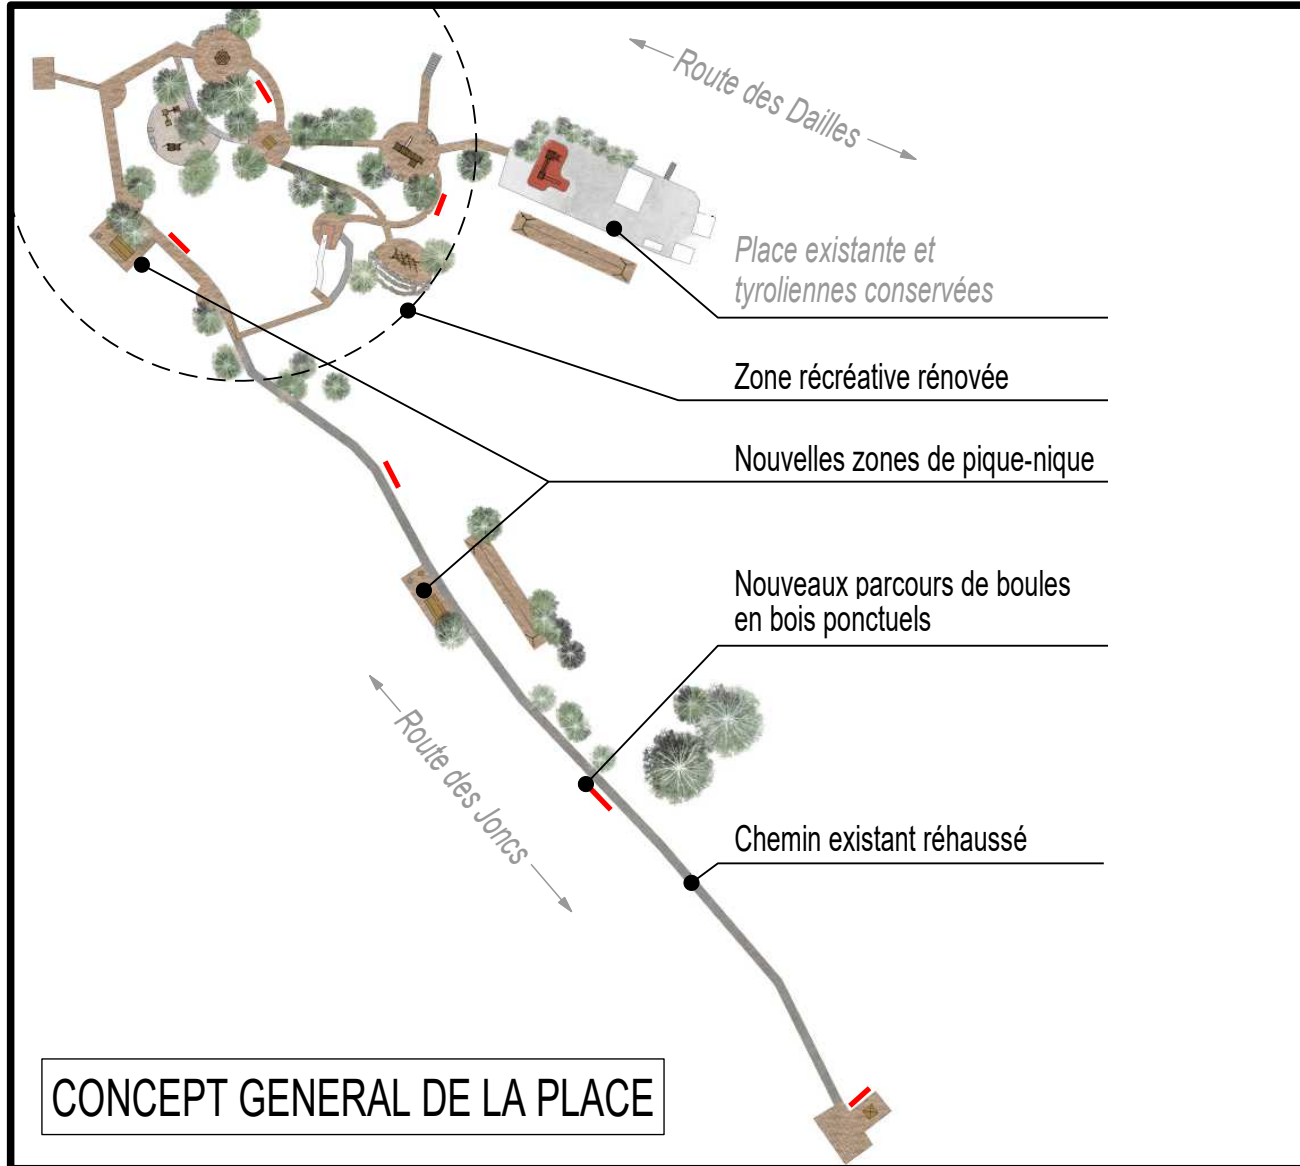 Route des Dailles
Place existante et
tyroliennes conservées
Zone récréative rénovée
Nouvelles zones de pique-nique
Nouveaux parcours de boules
en bois ponctuels
Route des Joncs
Chemin existant réhaussé
CONCEPT GENERAL DE LA PLACE